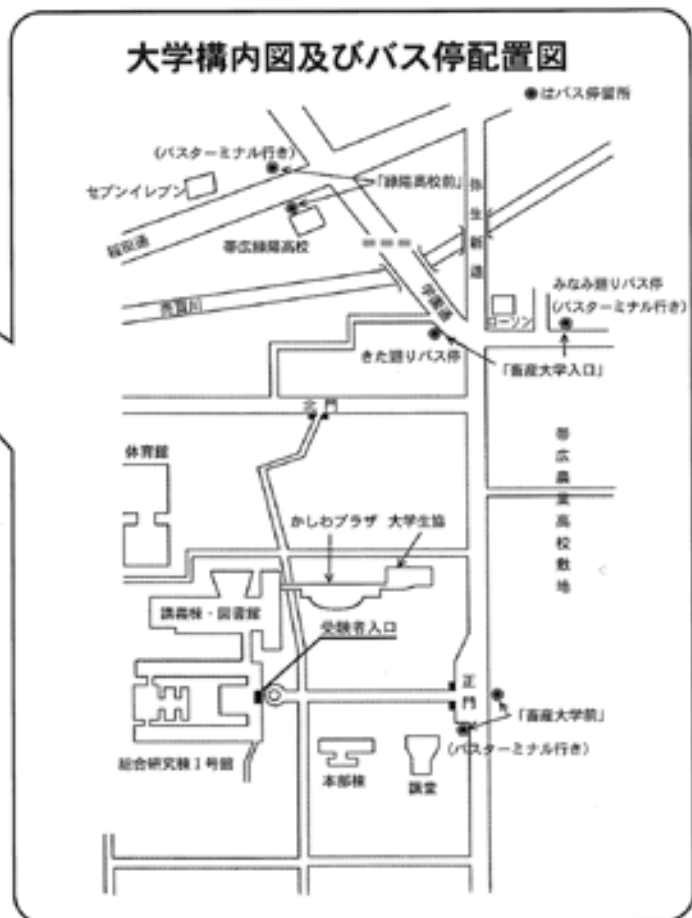 大学構内図及びバス停配置図
◉はバス停留所
(バスターミナル行き)
セブンイレブン
「緑陽高校前」
弥生新道
稲田通
帯広緑陽高校
売買川
学園通
みなみ廻りバス停
(バスターミナル行き)
ローソン
きた廻りバス停
「畜産大学入口」
北門
体育館
帯広農業高校敷地
かしわプラザ
大学生協
講義棟・図書館
受験者入口
正門
「畜産大学前」
(バスターミナル行き)
総合研究棟Ⅰ号館
本部棟
講堂